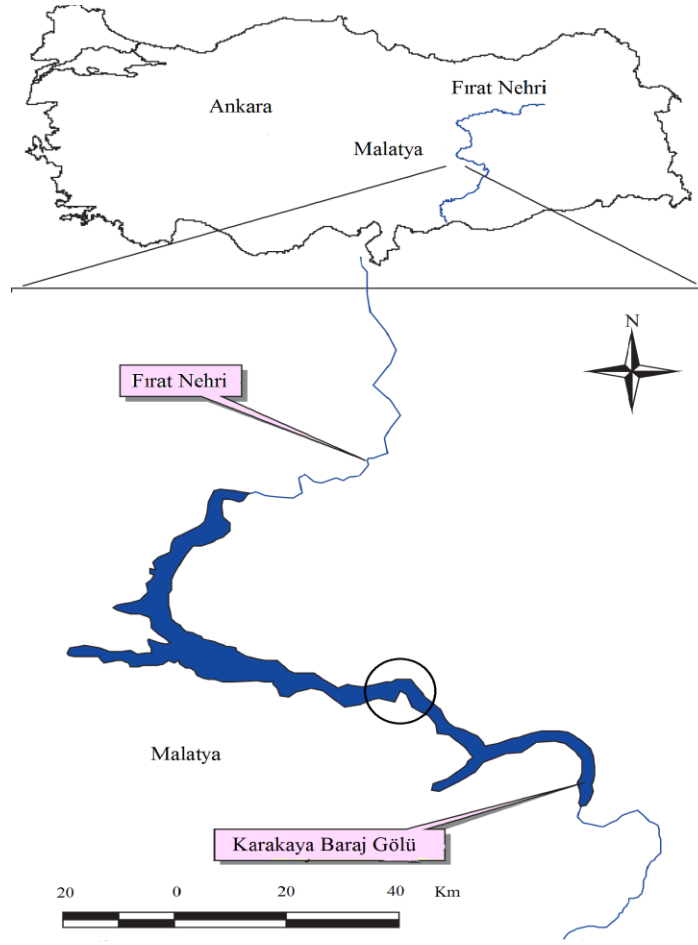 Fırat Nehri
Ankara
Malatya
N
Fırat Nehri
Malatya
Karakaya Baraj Gölü
20 0 20 40 Km